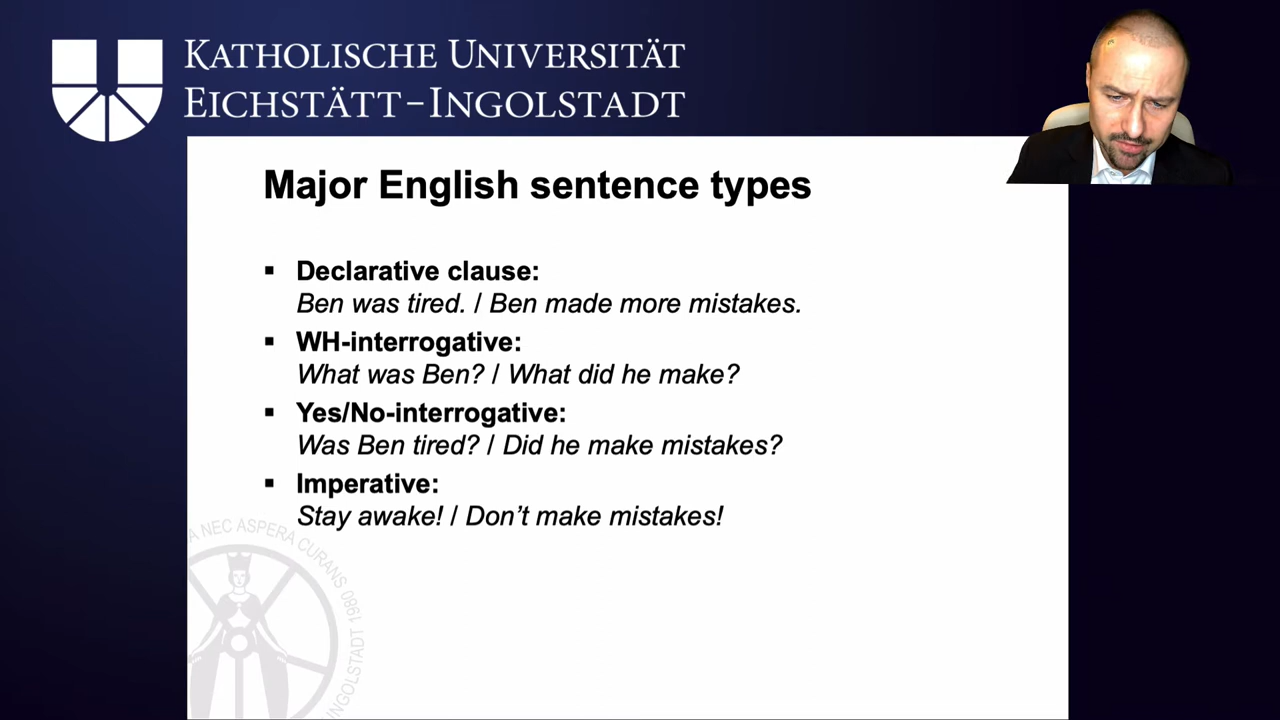 KATHOLISCHE UNIVERSITÄT
EICHSTÄTT-INGOLSTADT
Major English sentence types
▪ Declarative clause:
Ben was tired. / Ben made more mistakes.
▪ WH-interrogative:
What was Ben? / What did he make?
▪ Yes/No-interrogative:
Was Ben tired? / Did he make mistakes?
▪ Imperative:
Stay awake! / Don’t make mistakes!
A NEC ASPERA CURANS 1980 INGOLSTADT